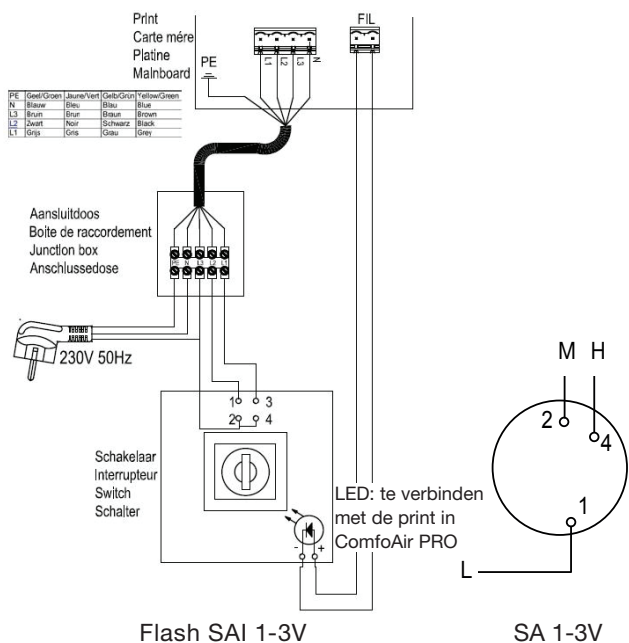 Print
Carte mére
Platine
Mainboard
PE
L1
L2
L3
N
FIL
PE Geel/Groen Jaune/Vert Gelb/Grün Yellow/Green
N Blauw Bleu Blau Blue
L3 Bruin Brun Braun Brown
L2 Zwart Noir Schwarz Black
L1 Grijs Gris Grau Grey
Aansluitdoos
Boite de raccordement
Junction box
Anschlussedose
PE N L3 L2 L1
230V 50Hz
1 3
2 4
Schakelaar
Interrupteur
Switch
Schalter
LED: te verbinden
met de print in
ComfoAir PRO
- +
M H
2
4
1
L
Flash SAI 1-3V
SA 1-3V